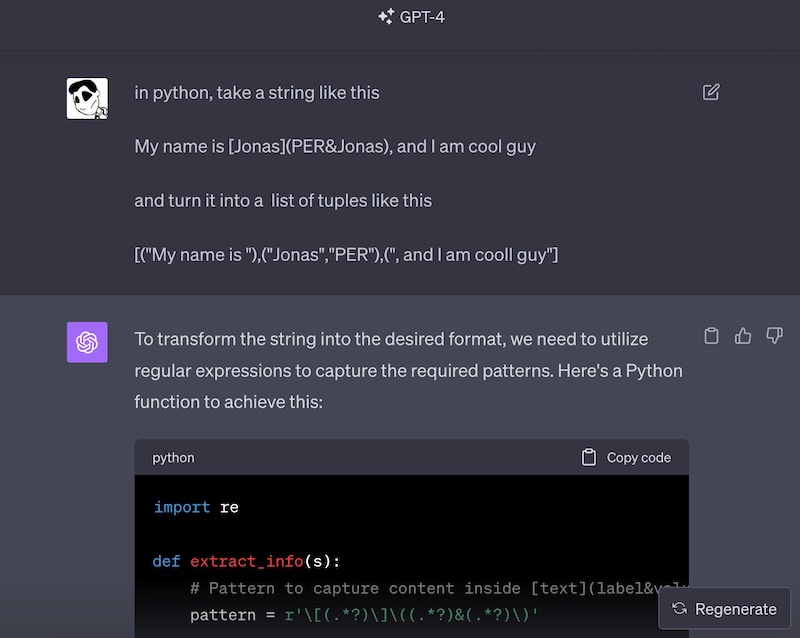 GPT-4
in python, take a string like this
My name is [Jonas](PER&Jonas), and I am cool guy
and turn it into a list of tuples like this
[("My name is "),("Jonas","PER"),(", and I am cooll guy"]
To transform the string into the desired format, we need to utilize
regular expressions to capture the required patterns. Here's a Python
function to achieve this:
python
Copy code
import re
def extract_info(s):
# Pattern to capture content inside [text](label&
pattern = r'\[(.*?)\]\((.*?)&(.*?)\)'
Regenerate